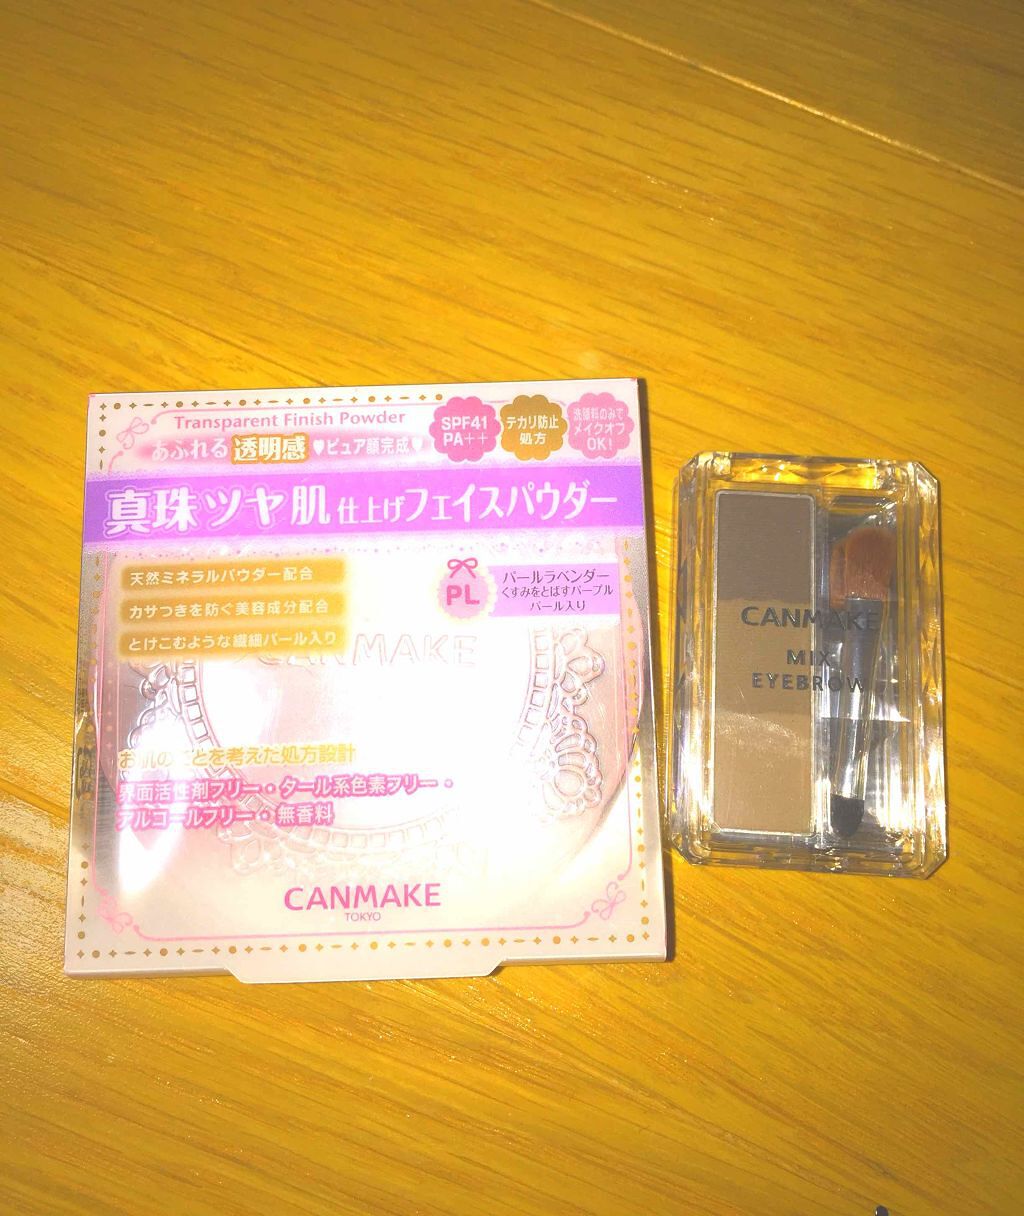 Transparent Finish Powder
あふれる透明感♥ピュア顔完成♥
SPF41
PA++
テカリ防止
処方
洗顔料のみで
メイクオフ
OK!
真珠ツヤ肌仕上げフェイスパウダー
天然ミネラルパウダー配合
カサつきを防ぐ美容成分配合
とけこむような繊細パール入り
PL
パールラベンダー
くすみをとばすパープル
パール入り
CANMAKE
お肌のことを考えた処方設計
界面活性剤フリー・タール系色素フリー・
アルコールフリー・無香料
CANMAKE
TOKYO
CANMAKE
MIX
EYEBROW